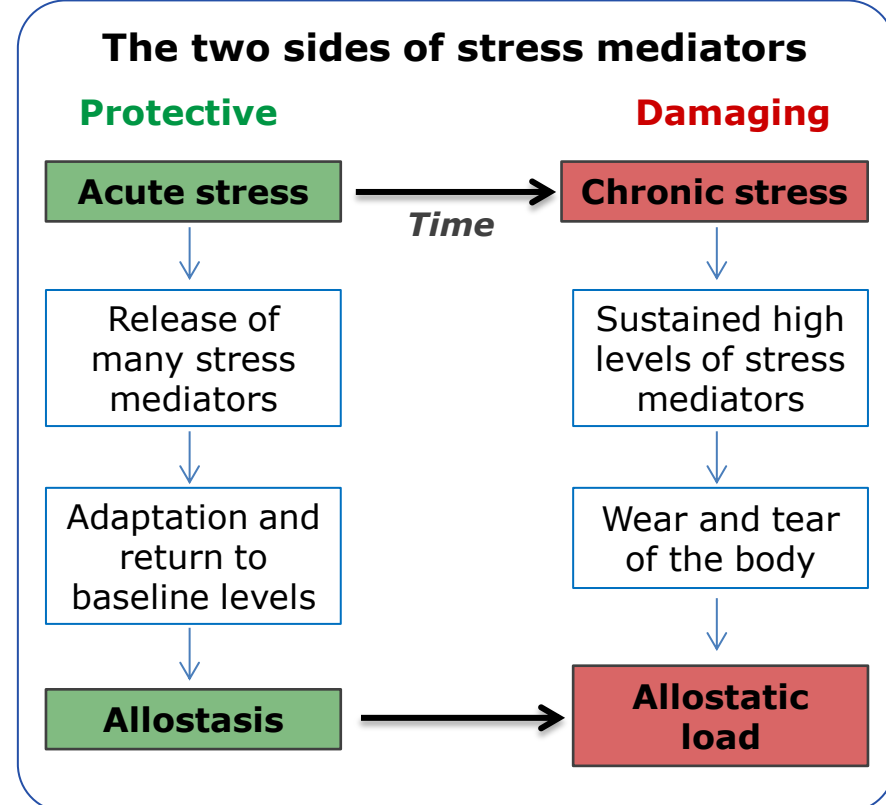 The two sides of stress mediators
Protective
Damaging
Acute stress
Time
Chronic stress
Release of
many stress
mediators
Sustained high
levels of stress
mediators
Adaptation and
return to
baseline levels
Wear and tear
of the body
Allostasis
Allostatic
load